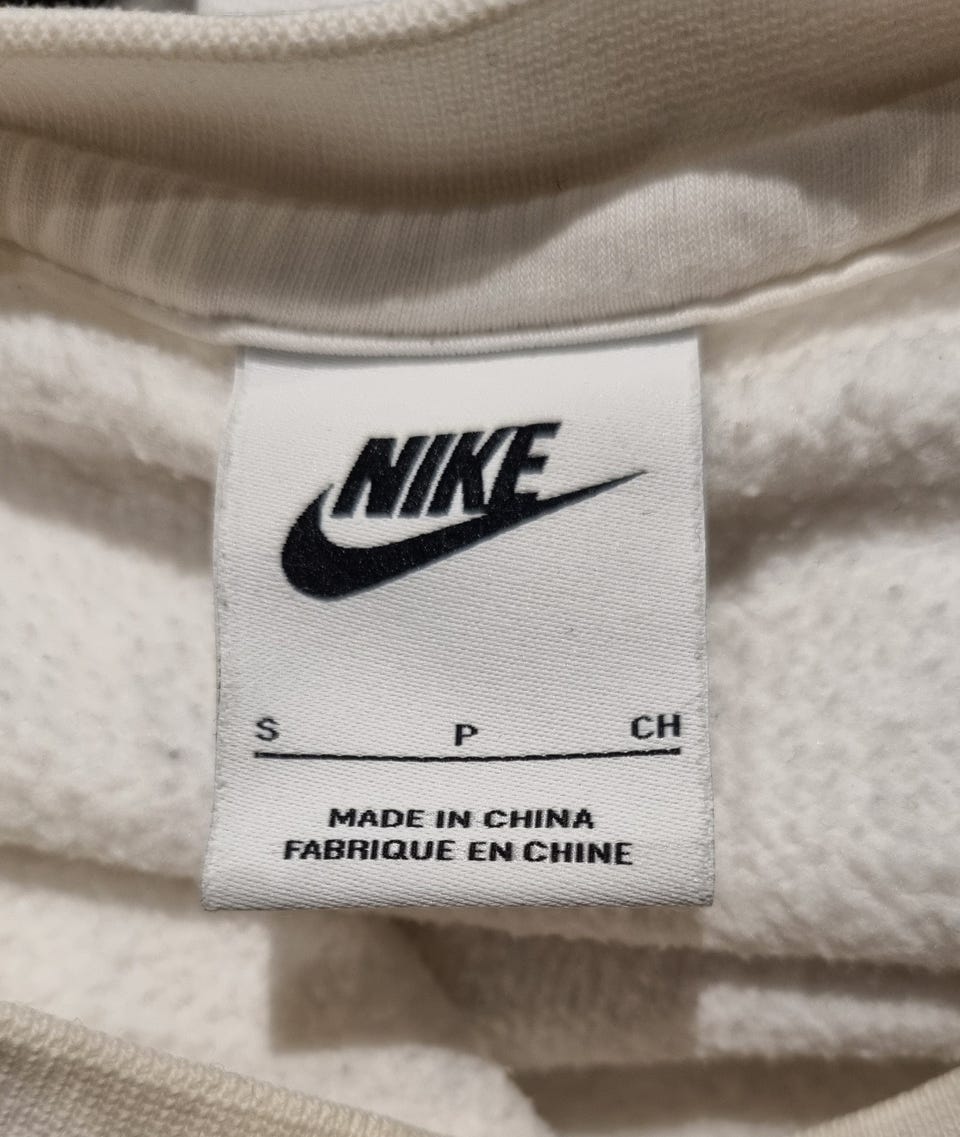 NIKE
S P CH
MADE IN CHINA
FABRIQUE EN CHINE